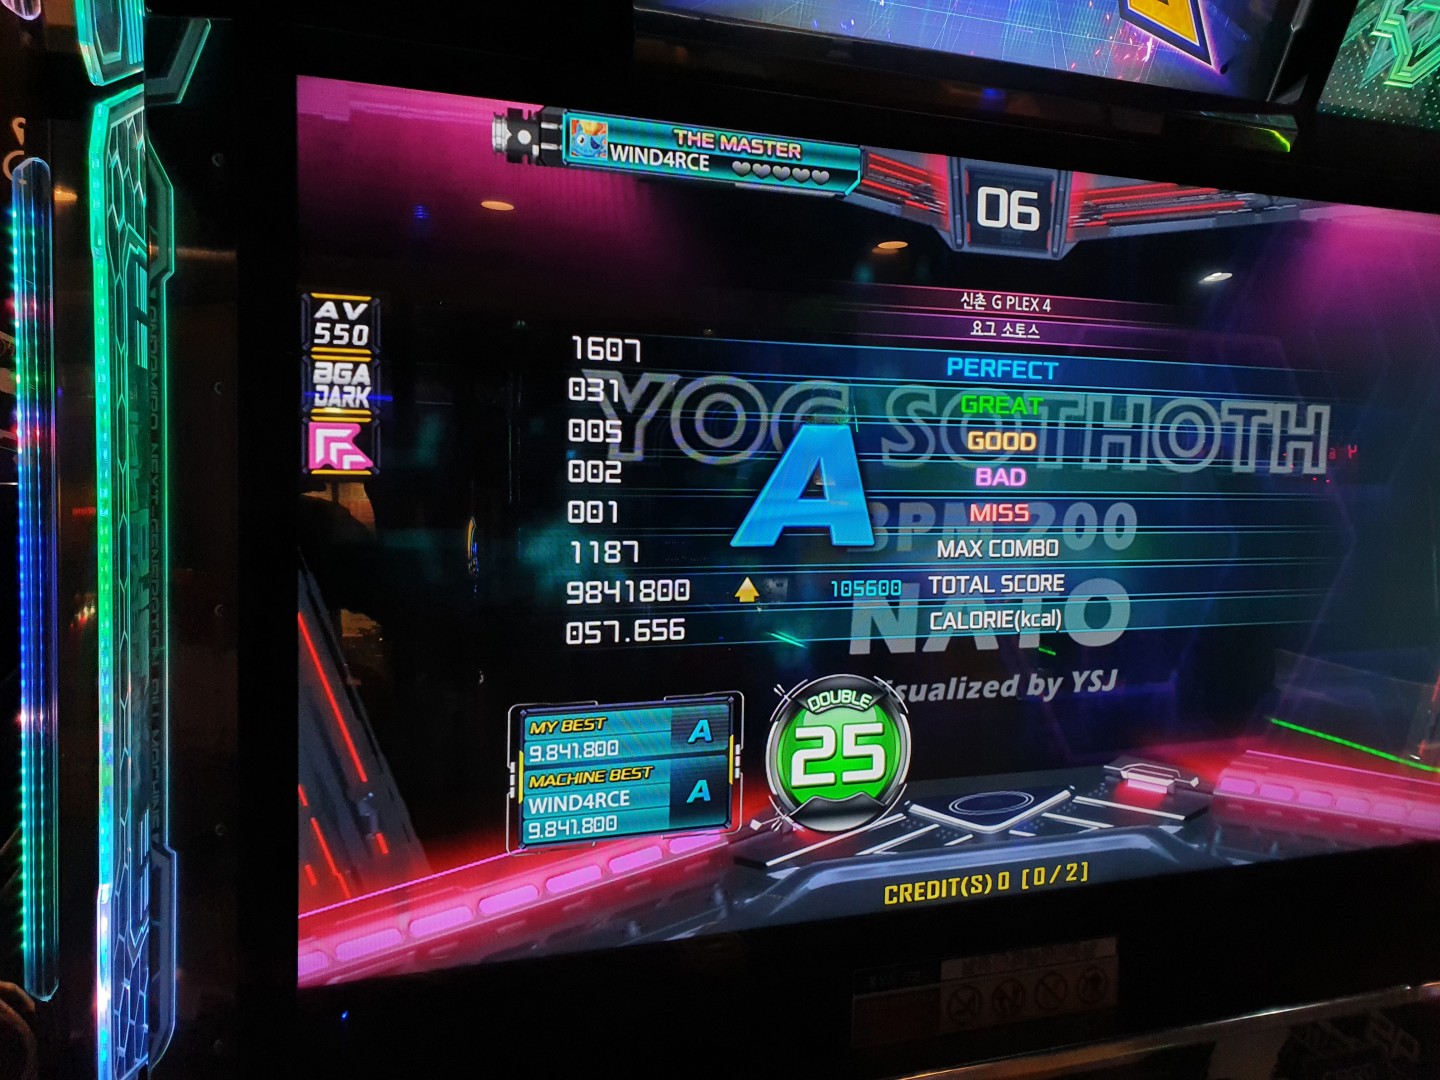 THE MASTER
WIND4RCE
06
AV
550
BGA
DARK
신촌 G PLEX 4
요그 소토스
1607 PERFECT
031 GREAT
005 GOOD
002 BAD
001 MISS
1187 MAX COMBO
9841800 105600 TOTAL SCORE
057.656 CALORIE(kcal)
A
YOG SOTHOTH
BPM 200
NATO
isualized by YSJ
MY BEST
9.841.800 A
MACHINE BEST
WIND4RCE A
9.841.800
DOUBLE
25
CREDIT(S) 0 [0/2]